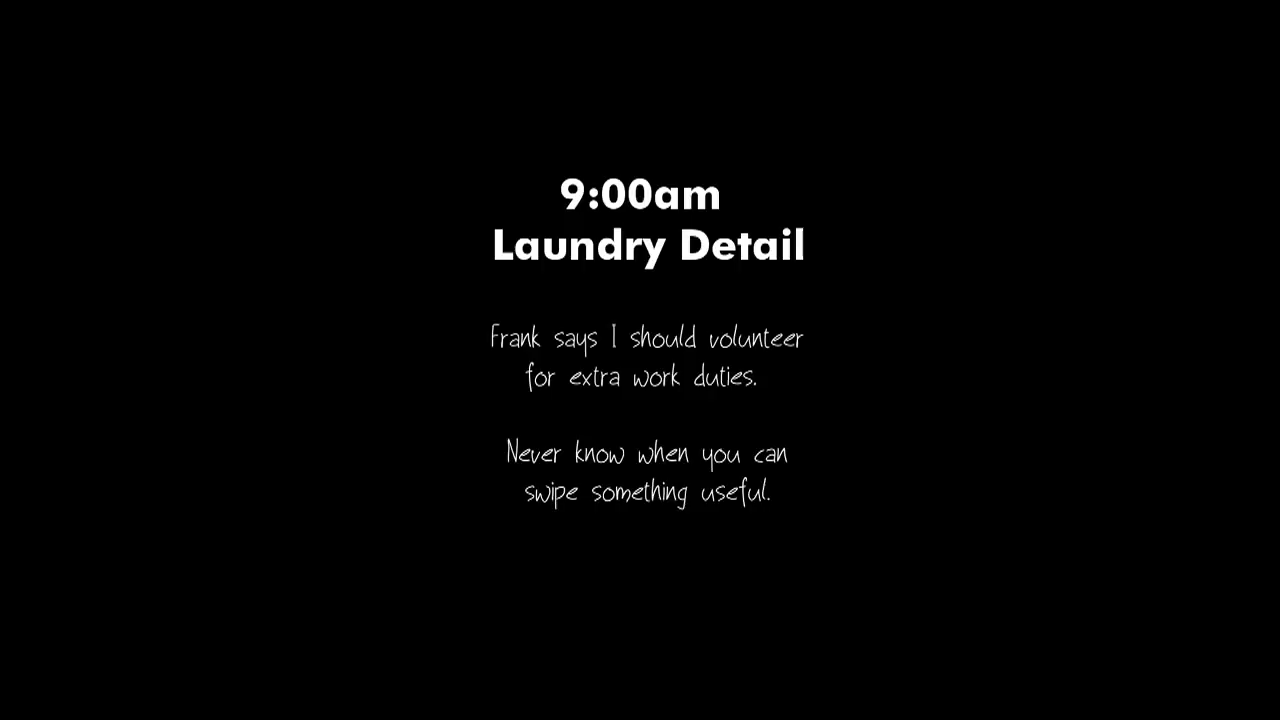 9:00am
Laundry Detail
Frank says I should volunteer
for extra work duties.
Never know when you can
swipe something useful.